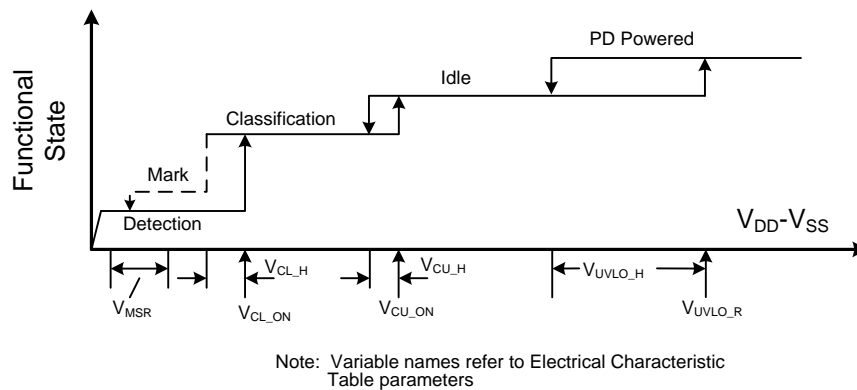 Functional
State
PD Powered
Idle
Classification
Mark
Detection
VDD-VSS
VCL_H
VCU_H
VUVLO_H
VMSR
VCL_ON
VCU_ON
VUVLO_R
Note: Variable names refer to Electrical Characteristic
Table parameters